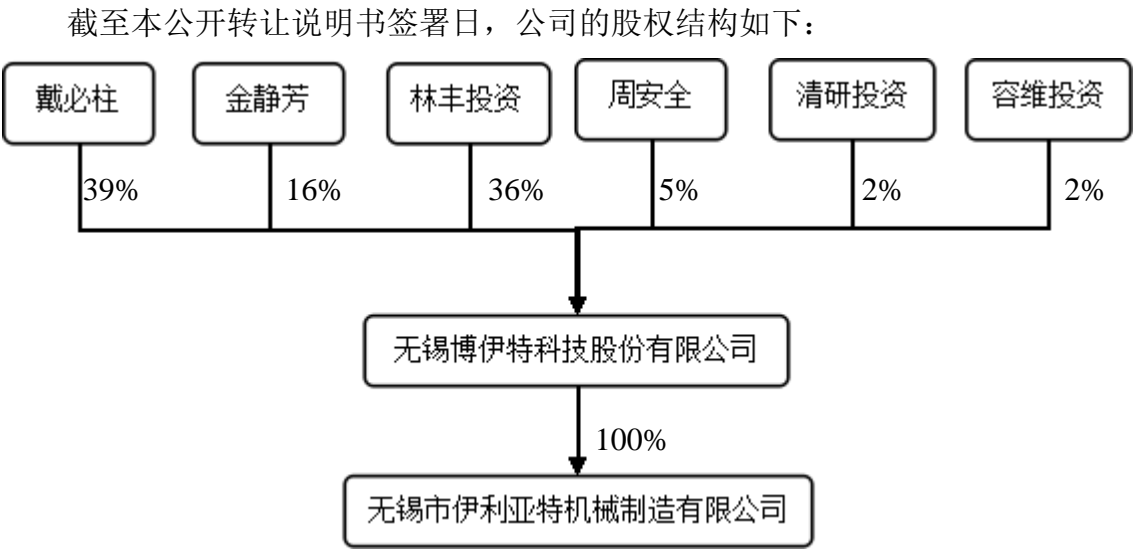 截至本公开转让说明书签署日，公司的股权结构如下：
戴必柱 金静芳 林丰投资 周安全 清研投资 容维投资
39% 16% 36% 5% 2% 2%
无锡博伊特科技股份有限公司
100%
无锡市伊利亚特机械制造有限公司